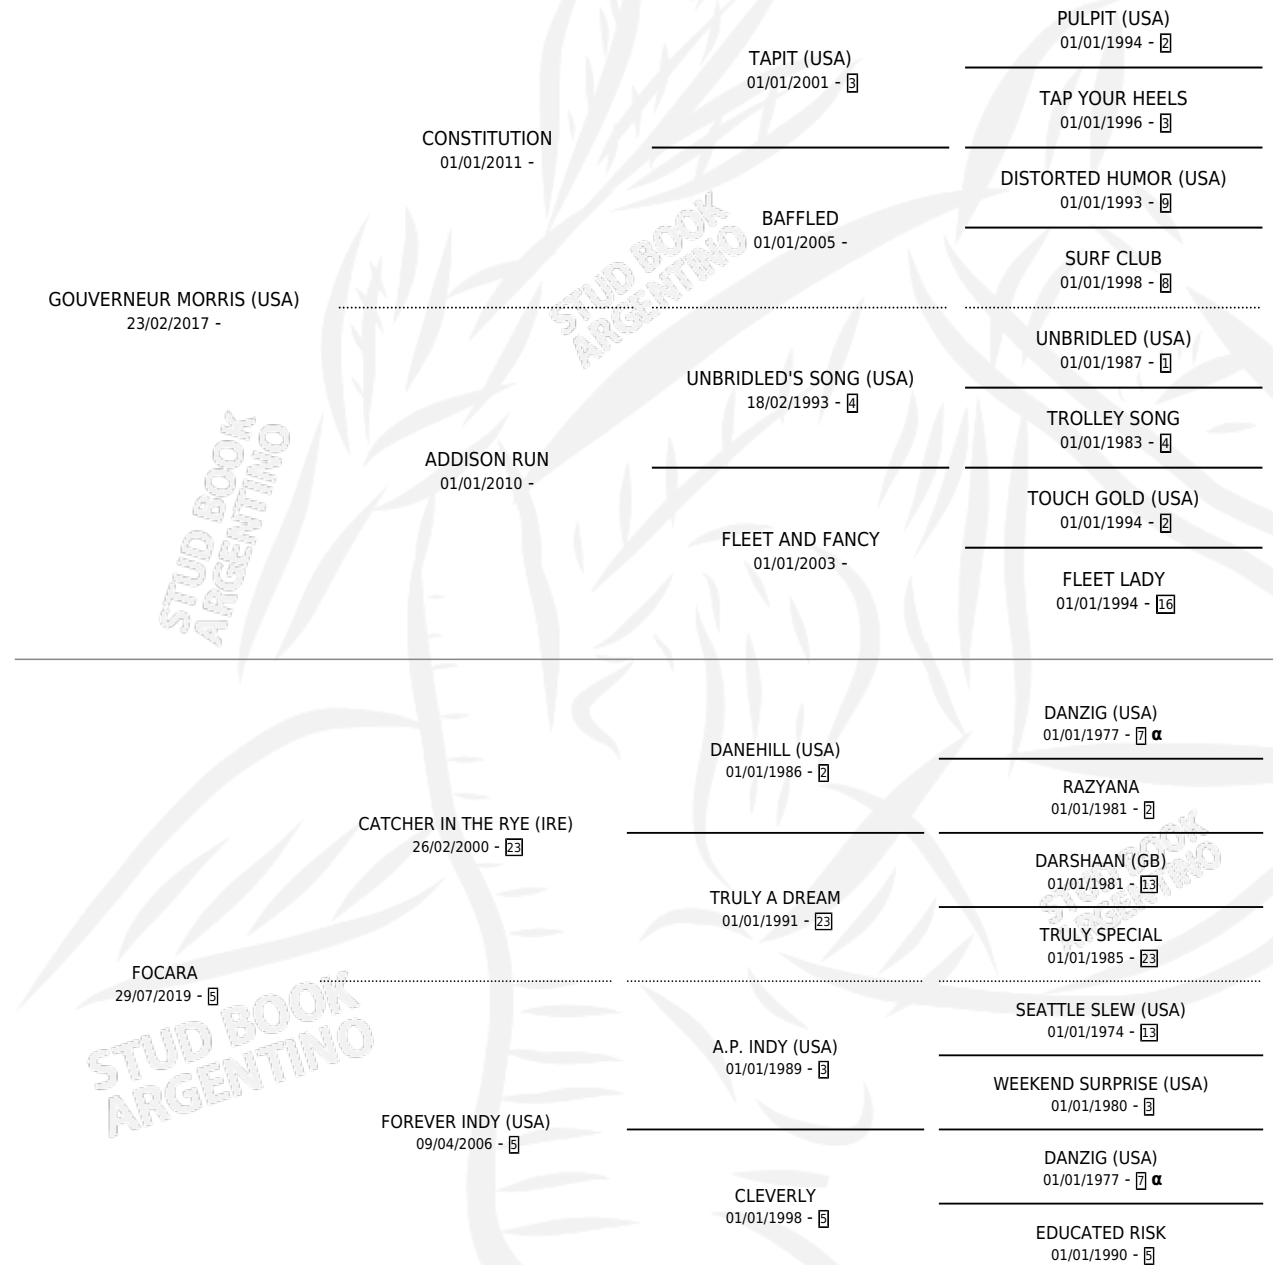 PULPIT (USA)
01/01/1994 - 2
TAPIT (USA)
01/01/2001 - 3
TAP YOUR HEELS
01/01/1996 - 3
CONSTITUTION
01/01/2011 -
DISTORTED HUMOR (USA)
01/01/1993 - 9
BAFFLED
01/01/2005 -
SURF CLUB
01/01/1998 - 8
GOUVERNEUR MORRIS (USA)
23/02/2017 -
UNBRIDLED (USA)
01/01/1987 - 1
UNBRIDLED'S SONG (USA)
18/02/1993 - 4
TROLLEY SONG
01/01/1983 - 4
ADDISON RUN
01/01/2010 -
TOUCH GOLD (USA)
01/01/1994 - 2
FLEET AND FANCY
01/01/2003 -
FLEET LADY
01/01/1994 - 16
DANZIG (USA)
01/01/1977 - 7 α
DANEHILL (USA)
01/01/1986 - 2
RAZYANA
01/01/1981 - 2
CATCHER IN THE RYE (IRE)
26/02/2000 - 23
DARSHAAN (GB)
01/01/1981 - 13
TRULY A DREAM
01/01/1991 - 23
TRULY SPECIAL
01/01/1985 - 23
FOCARA
29/07/2019 - 5
SEATTLE SLEW (USA)
01/01/1974 - 13
A.P. INDY (USA)
01/01/1989 - 3
WEEKEND SURPRISE (USA)
01/01/1980 - 3
FOREVER INDY (USA)
09/04/2006 - 5
DANZIG (USA)
01/01/1977 - 7 α
CLEVERLY
01/01/1998 - 5
EDUCATED RISK
01/01/1990 - 5
STUD BOOK
ARGENTINO
STUD BOOK
ARGENTINO
STUD BOOK
ARGENTINO
STUD BOOK
ARGENTINO